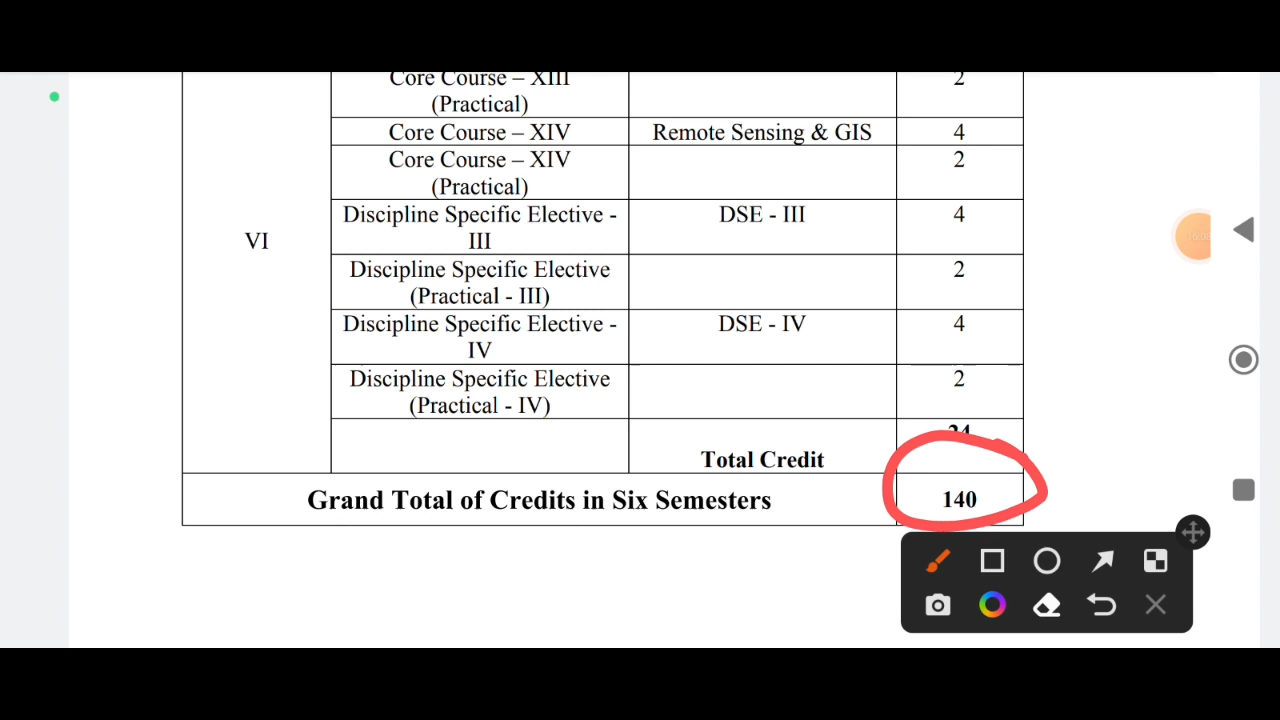 Core Course – XIII
2
(Practical)
Core Course – XIV
Remote Sensing & GIS
4
Core Course – XIV
2
(Practical)
Discipline Specific Elective -
DSE - III
4
III
VI
Discipline Specific Elective
2
(Practical - III)
Discipline Specific Elective -
DSE - IV
4
IV
Discipline Specific Elective
2
(Practical - IV)
Total Credit
Grand Total of Credits in Six Semesters
140